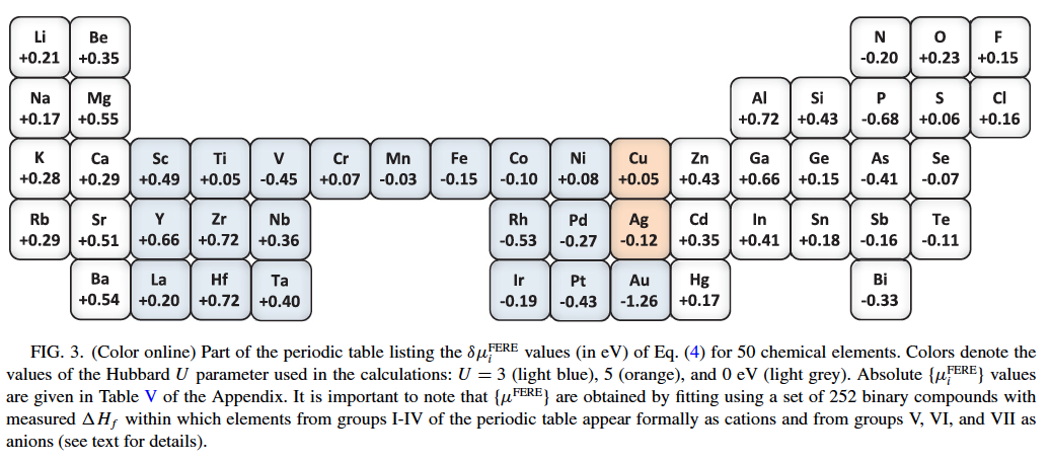 Li Be N O F
+0.21 +0.35 -0.20 +0.23 +0.15
Na Mg Al Si P S Cl
+0.17 +0.55 +0.72 +0.43 -0.68 +0.06 +0.16
K Ca Sc Ti V Cr Mn Fe Co Ni Cu Zn Ga Ge As Se
+0.28 +0.29 +0.49 +0.05 -0.45 +0.07 -0.03 -0.15 -0.10 +0.08 +0.05 +0.43 +0.66 +0.15 -0.41 -0.07
Rb Sr Y Zr Nb Rh Pd Ag Cd In Sn Sb Te
+0.29 +0.51 +0.66 +0.72 +0.36 -0.53 -0.27 -0.12 +0.35 +0.41 +0.18 -0.16 -0.11
Ba La Hf Ta Ir Pt Au Hg Bi
+0.54 +0.20 +0.72 +0.40 -0.19 -0.43 -1.26 +0.17 -0.33
FIG. 3. (Color online) Part of the periodic table listing the δμ_i^FERE values (in eV) of Eq. (4) for 50 chemical elements. Colors denote the
values of the Hubbard U parameter used in the calculations: U = 3 (light blue), 5 (orange), and 0 eV (light grey). Absolute {μ_i^FERE} values
are given in Table V of the Appendix. It is important to note that {μ^FERE} are obtained by fitting using a set of 252 binary compounds with
measured ΔH_f within which elements from groups I-IV of the periodic table appear formally as cations and from groups V, VI, and VII as
anions (see text for details).